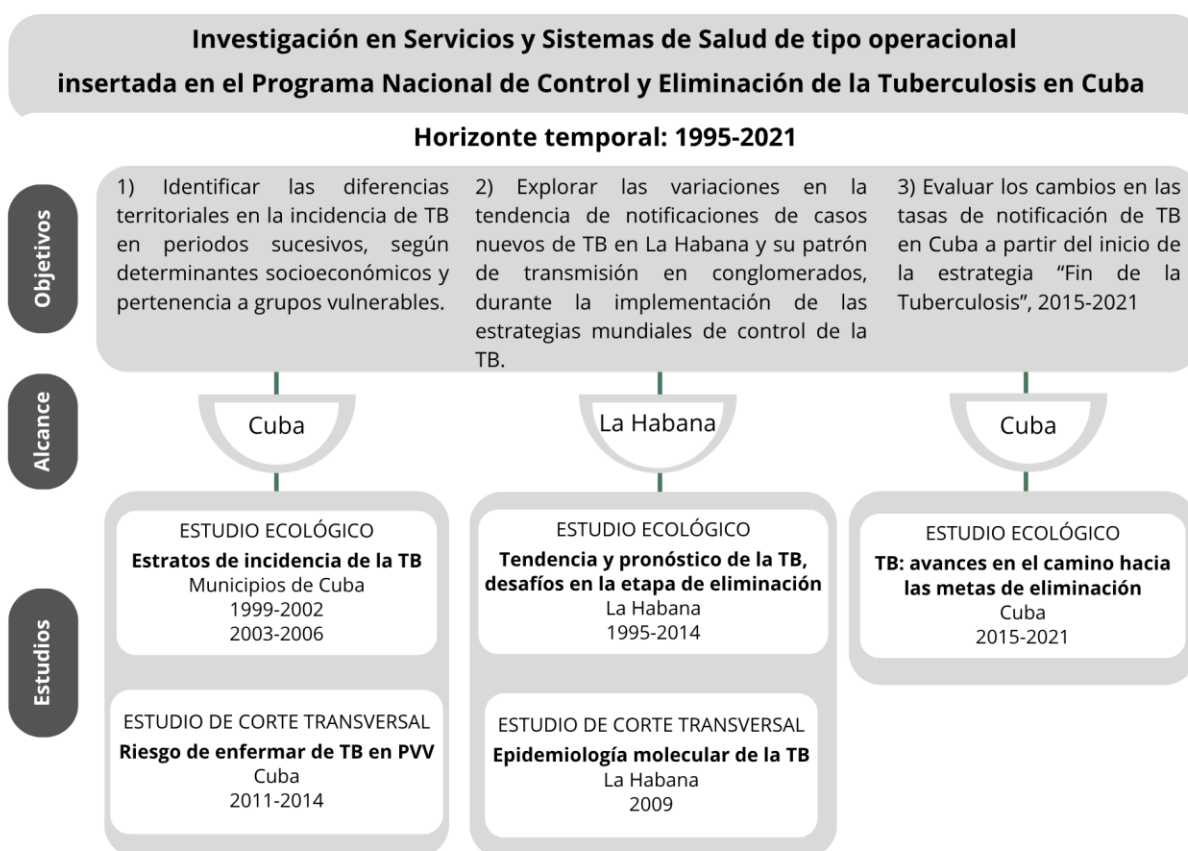 Investigación en Servicios y Sistemas de Salud de tipo operacional
insertada en el Programa Nacional de Control y Eliminación de la Tuberculosis en Cuba
Horizonte temporal: 1995-2021
Objetivos
1) Identificar las diferencias
territoriales en la incidencia de TB
en periodos sucesivos, según
determinantes socioeconómicos y
pertenencia a grupos vulnerables.
2) Explorar las variaciones en la
tendencia de notificaciones de casos
nuevos de TB en La Habana y su patrón
de transmisión en conglomerados,
durante la implementación de las
estrategias mundiales de control de la
TB.
3) Evaluar los cambios en las
tasas de notificación de TB
en Cuba a partir del inicio de
la estrategia “Fin de la
Tuberculosis”, 2015-2021
Alcance
Cuba
La Habana
Cuba
Estudios
ESTUDIO ECOLÓGICO
Estratos de incidencia de la TB
Municipios de Cuba
1999-2002
2003-2006
ESTUDIO DE CORTE TRANSVERSAL
Riesgo de enfermar de TB en PVV
Cuba
2011-2014
ESTUDIO ECOLÓGICO
Tendencia y pronóstico de la TB,
desafíos en la etapa de eliminación
La Habana
1995-2014
ESTUDIO DE CORTE TRANSVERSAL
Epidemiología molecular de la TB
La Habana
2009
ESTUDIO ECOLÓGICO
TB: avances en el camino hacia
las metas de eliminación
Cuba
2015-2021